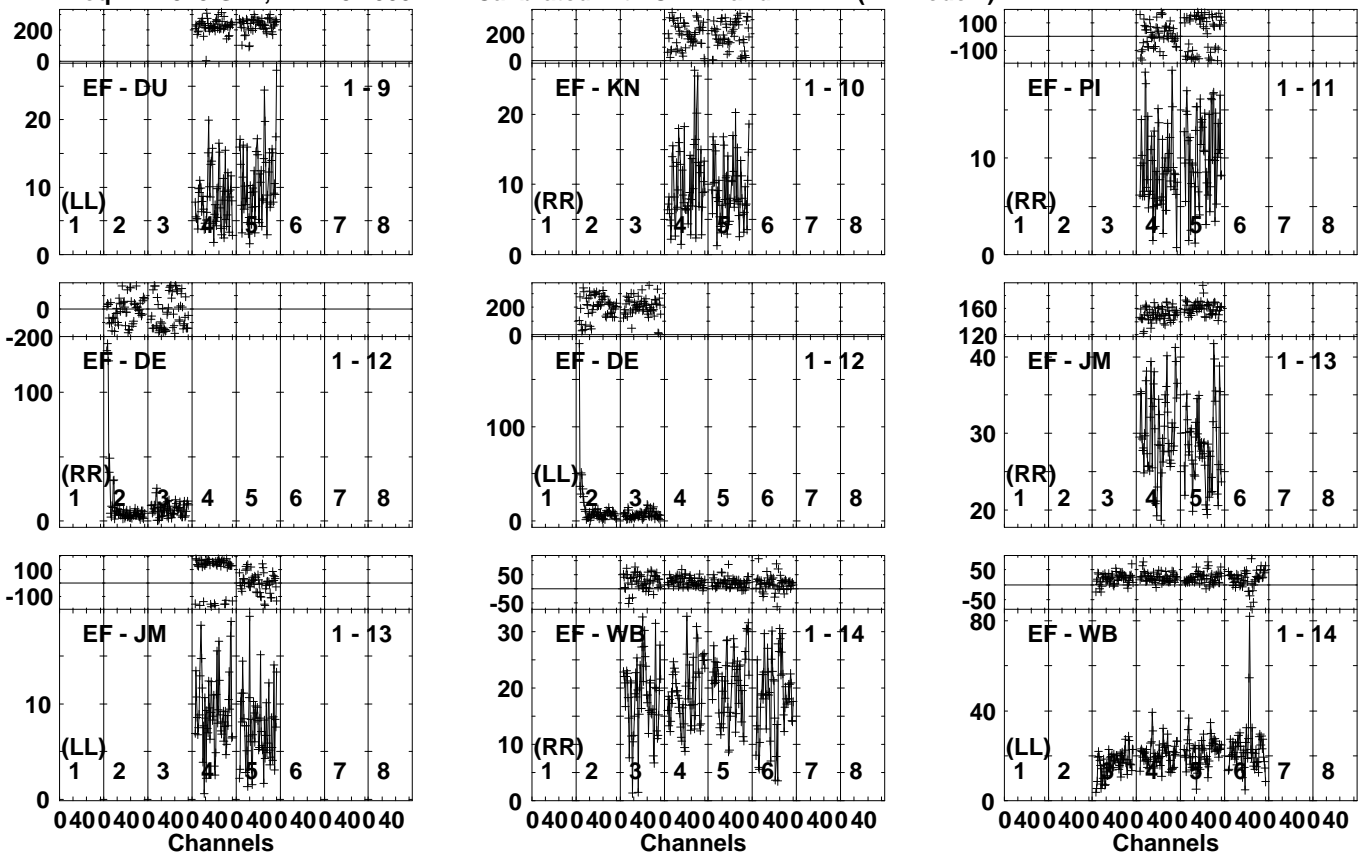 200
0
EF - DU 1 - 9
20
10
(LL)
1 2 3 4 5 6 7 8
0
200
0
EF - KN 1 - 10
20
10
(RR)
1 2 3 4 5 6 7 8
0
100
-100
EF - PI 1 - 11
10
(RR)
1 2 3 4 5 6 7 8
0
0
-200
EF - DE 1 - 12
100
(RR)
1 2 3 4 5 6 7 8
0
200
0
EF - DE 1 - 12
100
(LL)
1 2 3 4 5 6 7 8
0
160
120
EF - JM 1 - 13
40
30
(RR)
1 2 3 4 5 6 7 8
20
100
-100
EF - JM 1 - 13
10
(LL)
1 2 3 4 5 6 7 8
0
0 40 0 40 0 40 0 40 0 40 0 40 0 40 0 40
Channels
50
-50
EF - WB 1 - 14
30
20
10
(RR)
1 2 3 4 5 6 7 8
0
0 40 0 40 0 40 0 40 0 40 0 40 0 40 0 40
Channels
50
-50
EF - WB 1 - 14
80
40
(LL)
1 2 3 4 5 6 7 8
0
0 40 0 40 0 40 0 40 0 40 0 40 0 40 0 40
Channels